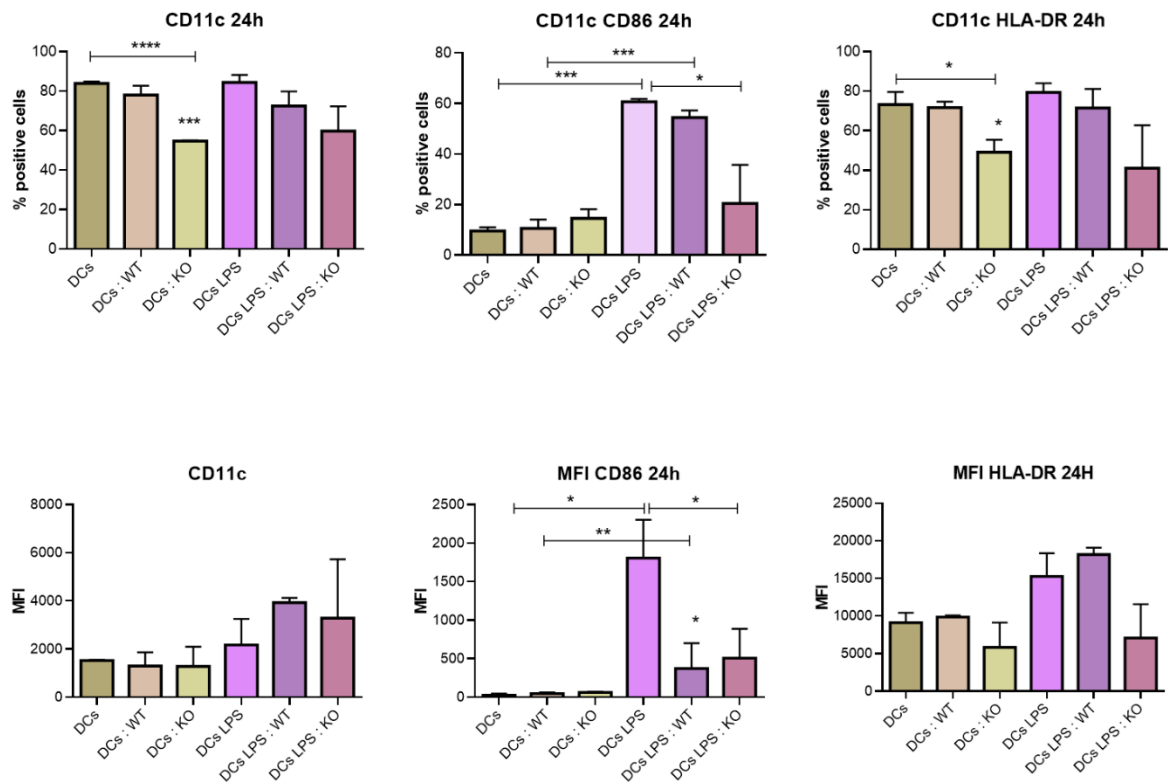 CD11c 24h
% positive cells
100
80
60
40
20
0
****
***
DCs
DCs : WT
DCs : KO
DCs LPS
DCs LPS : WT
DCs LPS : KO
CD11c CD86 24h
% positive cells
80
60
40
20
0
***
***
*
DCs
DCs : WT
DCs : KO
DCs LPS
DCs LPS : WT
DCs LPS : KO
CD11c HLA-DR 24h
% positive cells
100
80
60
40
20
0
*
*
DCs
DCs : WT
DCs : KO
DCs LPS
DCs LPS : WT
DCs LPS : KO
CD11c
MFI
8000
6000
4000
2000
0
DCs
DCs : WT
DCs : KO
DCs LPS
DCs LPS : WT
DCs LPS : KO
MFI CD86 24h
MFI
2500
2000
1500
1000
500
0
*
*
**
*
DCs
DCs : WT
DCs : KO
DCs LPS
DCs LPS : WT
DCs LPS : KO
MFI HLA-DR 24H
MFI
25000
20000
15000
10000
5000
0
DCs
DCs : WT
DCs : KO
DCs LPS
DCs LPS : WT
DCs LPS : KO